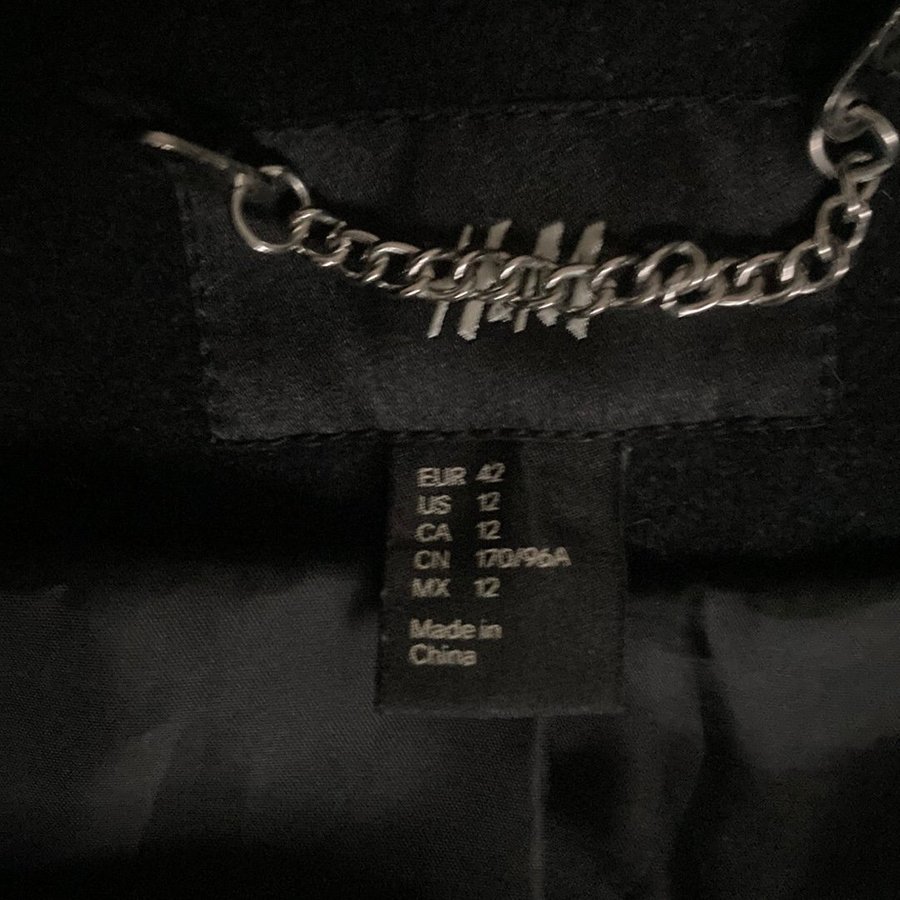 H&M
EUR 42
US 12
CA 12
CN 170/96A
MX 12
Made in
China